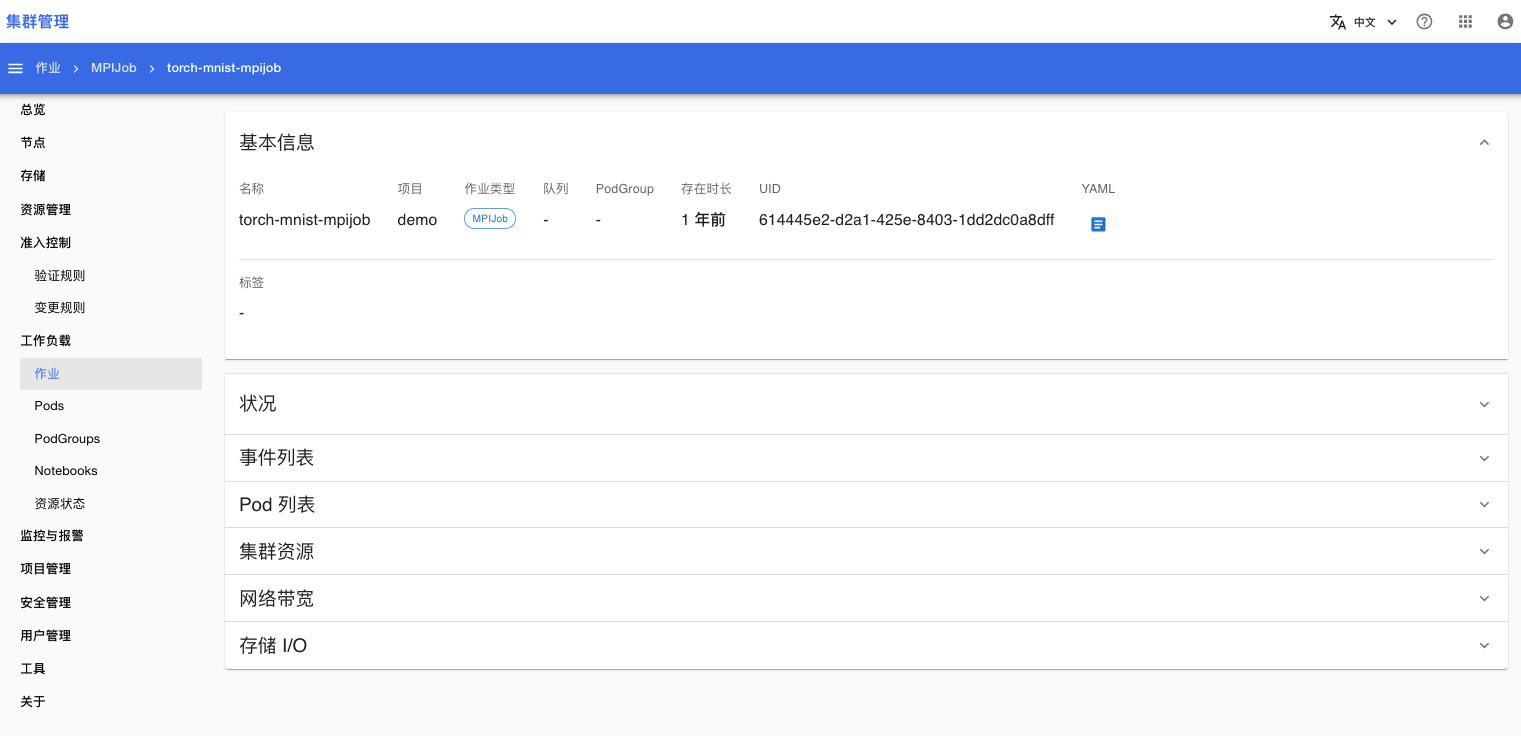 集群管理
中文
作业 > MPIJob > torch-mnist-mpijob
总览
节点
存储
资源管理
准入控制
验证规则
变更规则
工作负载
作业
Pods
PodGroups
Notebooks
资源状态
监控与报警
项目管理
安全管理
用户管理
工具
关于
基本信息
名称 项目 作业类型 队列 PodGroup 存在时长 UID YAML
torch-mnist-mpijob demo MPIJob - - 1 年前 614445e2-d2a1-425e-8403-1dd2dc0a8dff
标签
-
状况
事件列表
Pod 列表
集群资源
网络带宽
存储 I/O